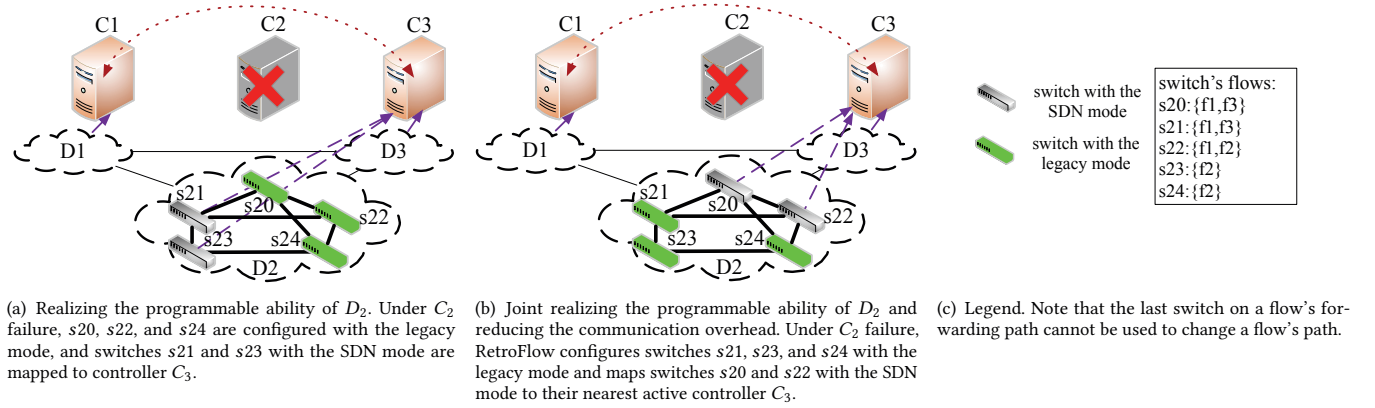 C1
C2
C3
D1
D3
s21
s20
s22
s23
s24
D2
C1
C2
C3
D1
D3
s21
s20
s22
s23
s24
D2
switch with the
SDN mode
switch with the
legacy mode
switch's flows:
s20:{f1,f3}
s21:{f1,f3}
s22:{f1,f2}
s23:{f2}
s24:{f2}
(a) Realizing the programmable ability of D2. Under C2
failure, s20, s22, and s24 are configured with the legacy
mode, and switches s21 and s23 with the SDN mode are
mapped to controller C3.
(b) Joint realizing the programmable ability of D2 and
reducing the communication overhead. Under C2 failure,
RetroFlow configures switches s21, s23, and s24 with the
legacy mode and maps switches s20 and s22 with the SDN
mode to their nearest active controller C3.
(c) Legend. Note that the last switch on a flow's for-
warding path cannot be used to change a flow's path.